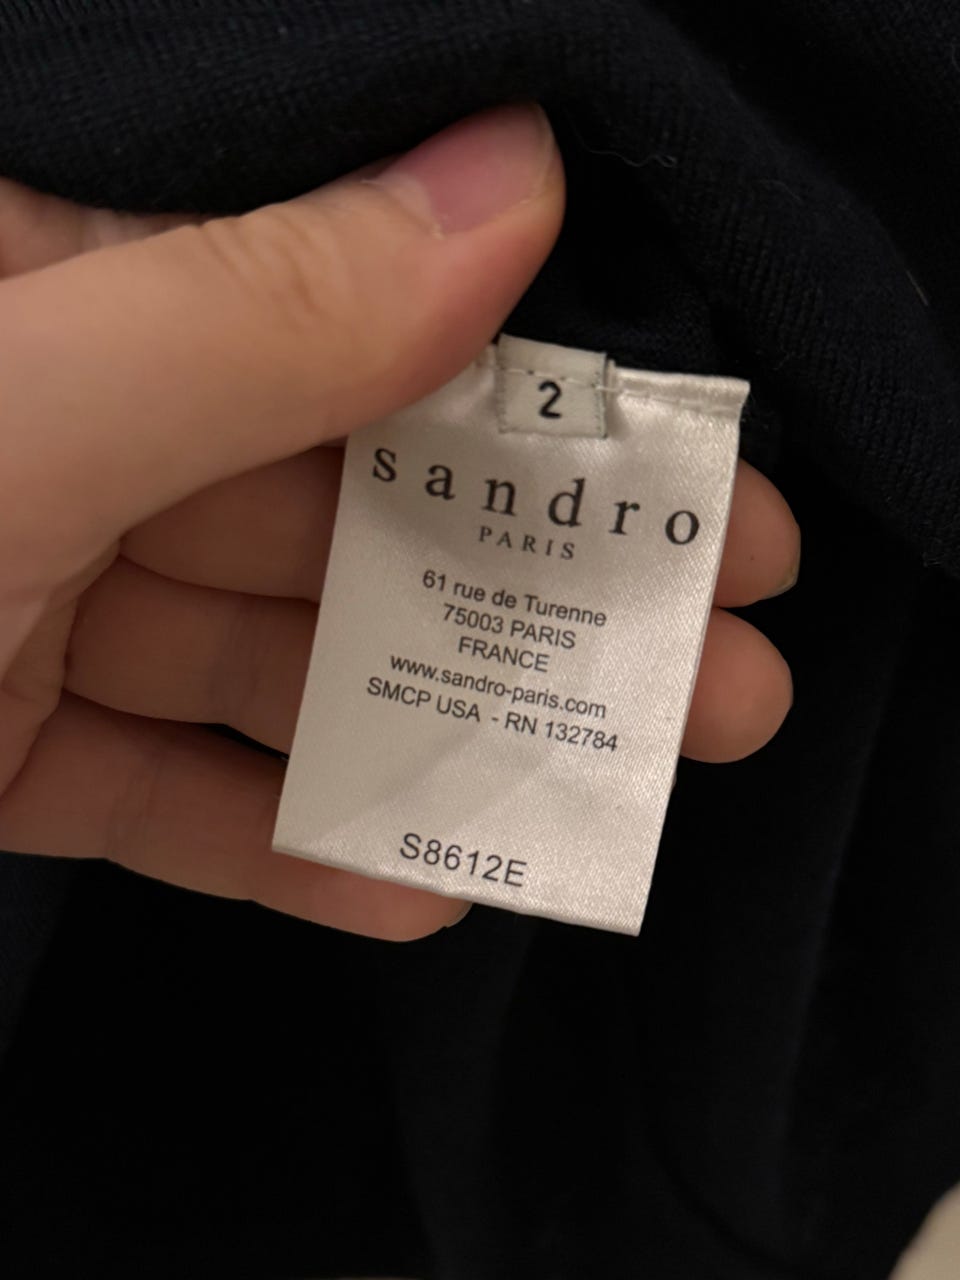 2
sandro
PARIS
61 rue de Turenne
75003 PARIS
FRANCE
www.sandro-paris.com
SMCP USA - RN 132784
S8612E